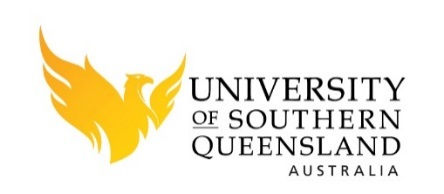 UNIVERSITY
OF SOUTHERN
QUEENSLAND
AUSTRALIA